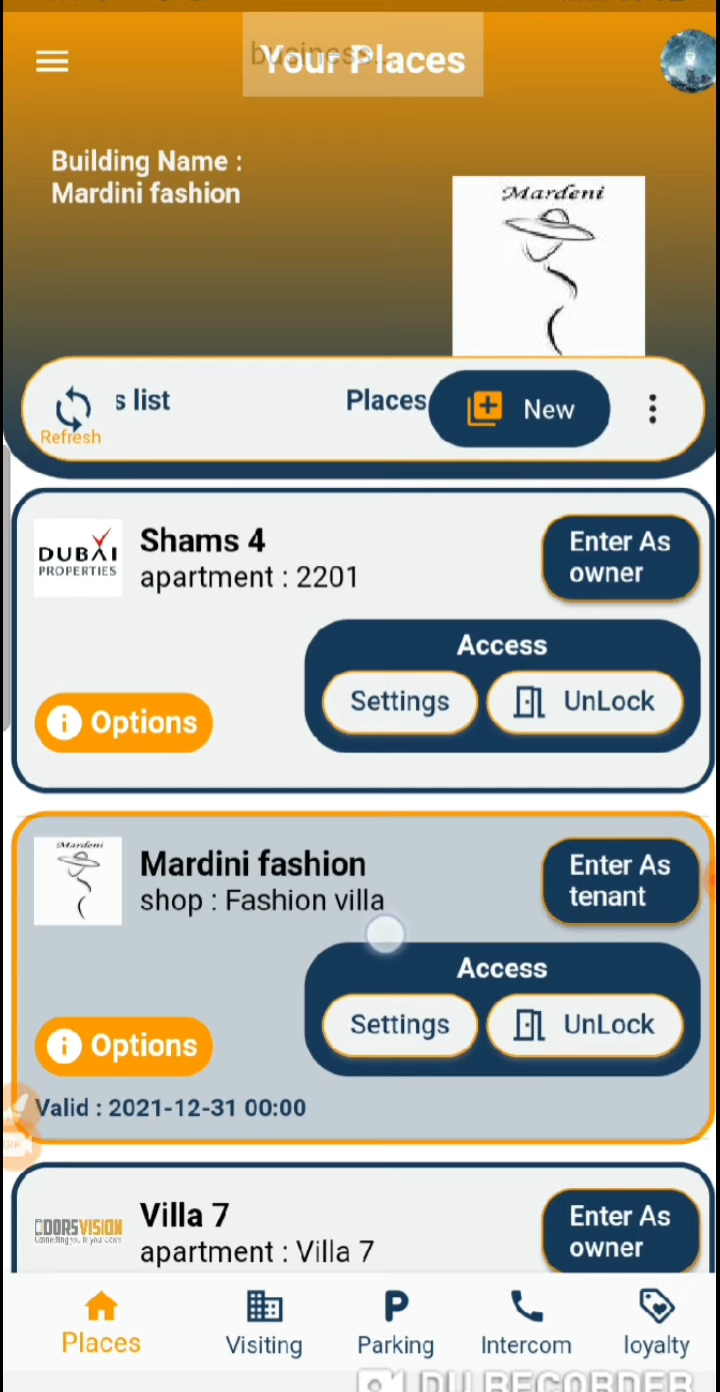 business...
Your Places
Building Name :
Mardini fashion
Mardeni
s list
Places
New
Refresh
DUBAI
PROPERTIES
Shams 4
apartment : 2201
Enter As
owner
Access
Settings
UnLock
Options
Mardeni
Mardini fashion
shop : Fashion villa
Enter As
tenant
Access
Settings
UnLock
Options
Valid : 2021-12-31 00:00
DORSVISION
Villa 7
apartment : Villa 7
Enter As
owner
Places
Visiting
P
Parking
Intercom
loyalty
DU RECORDER